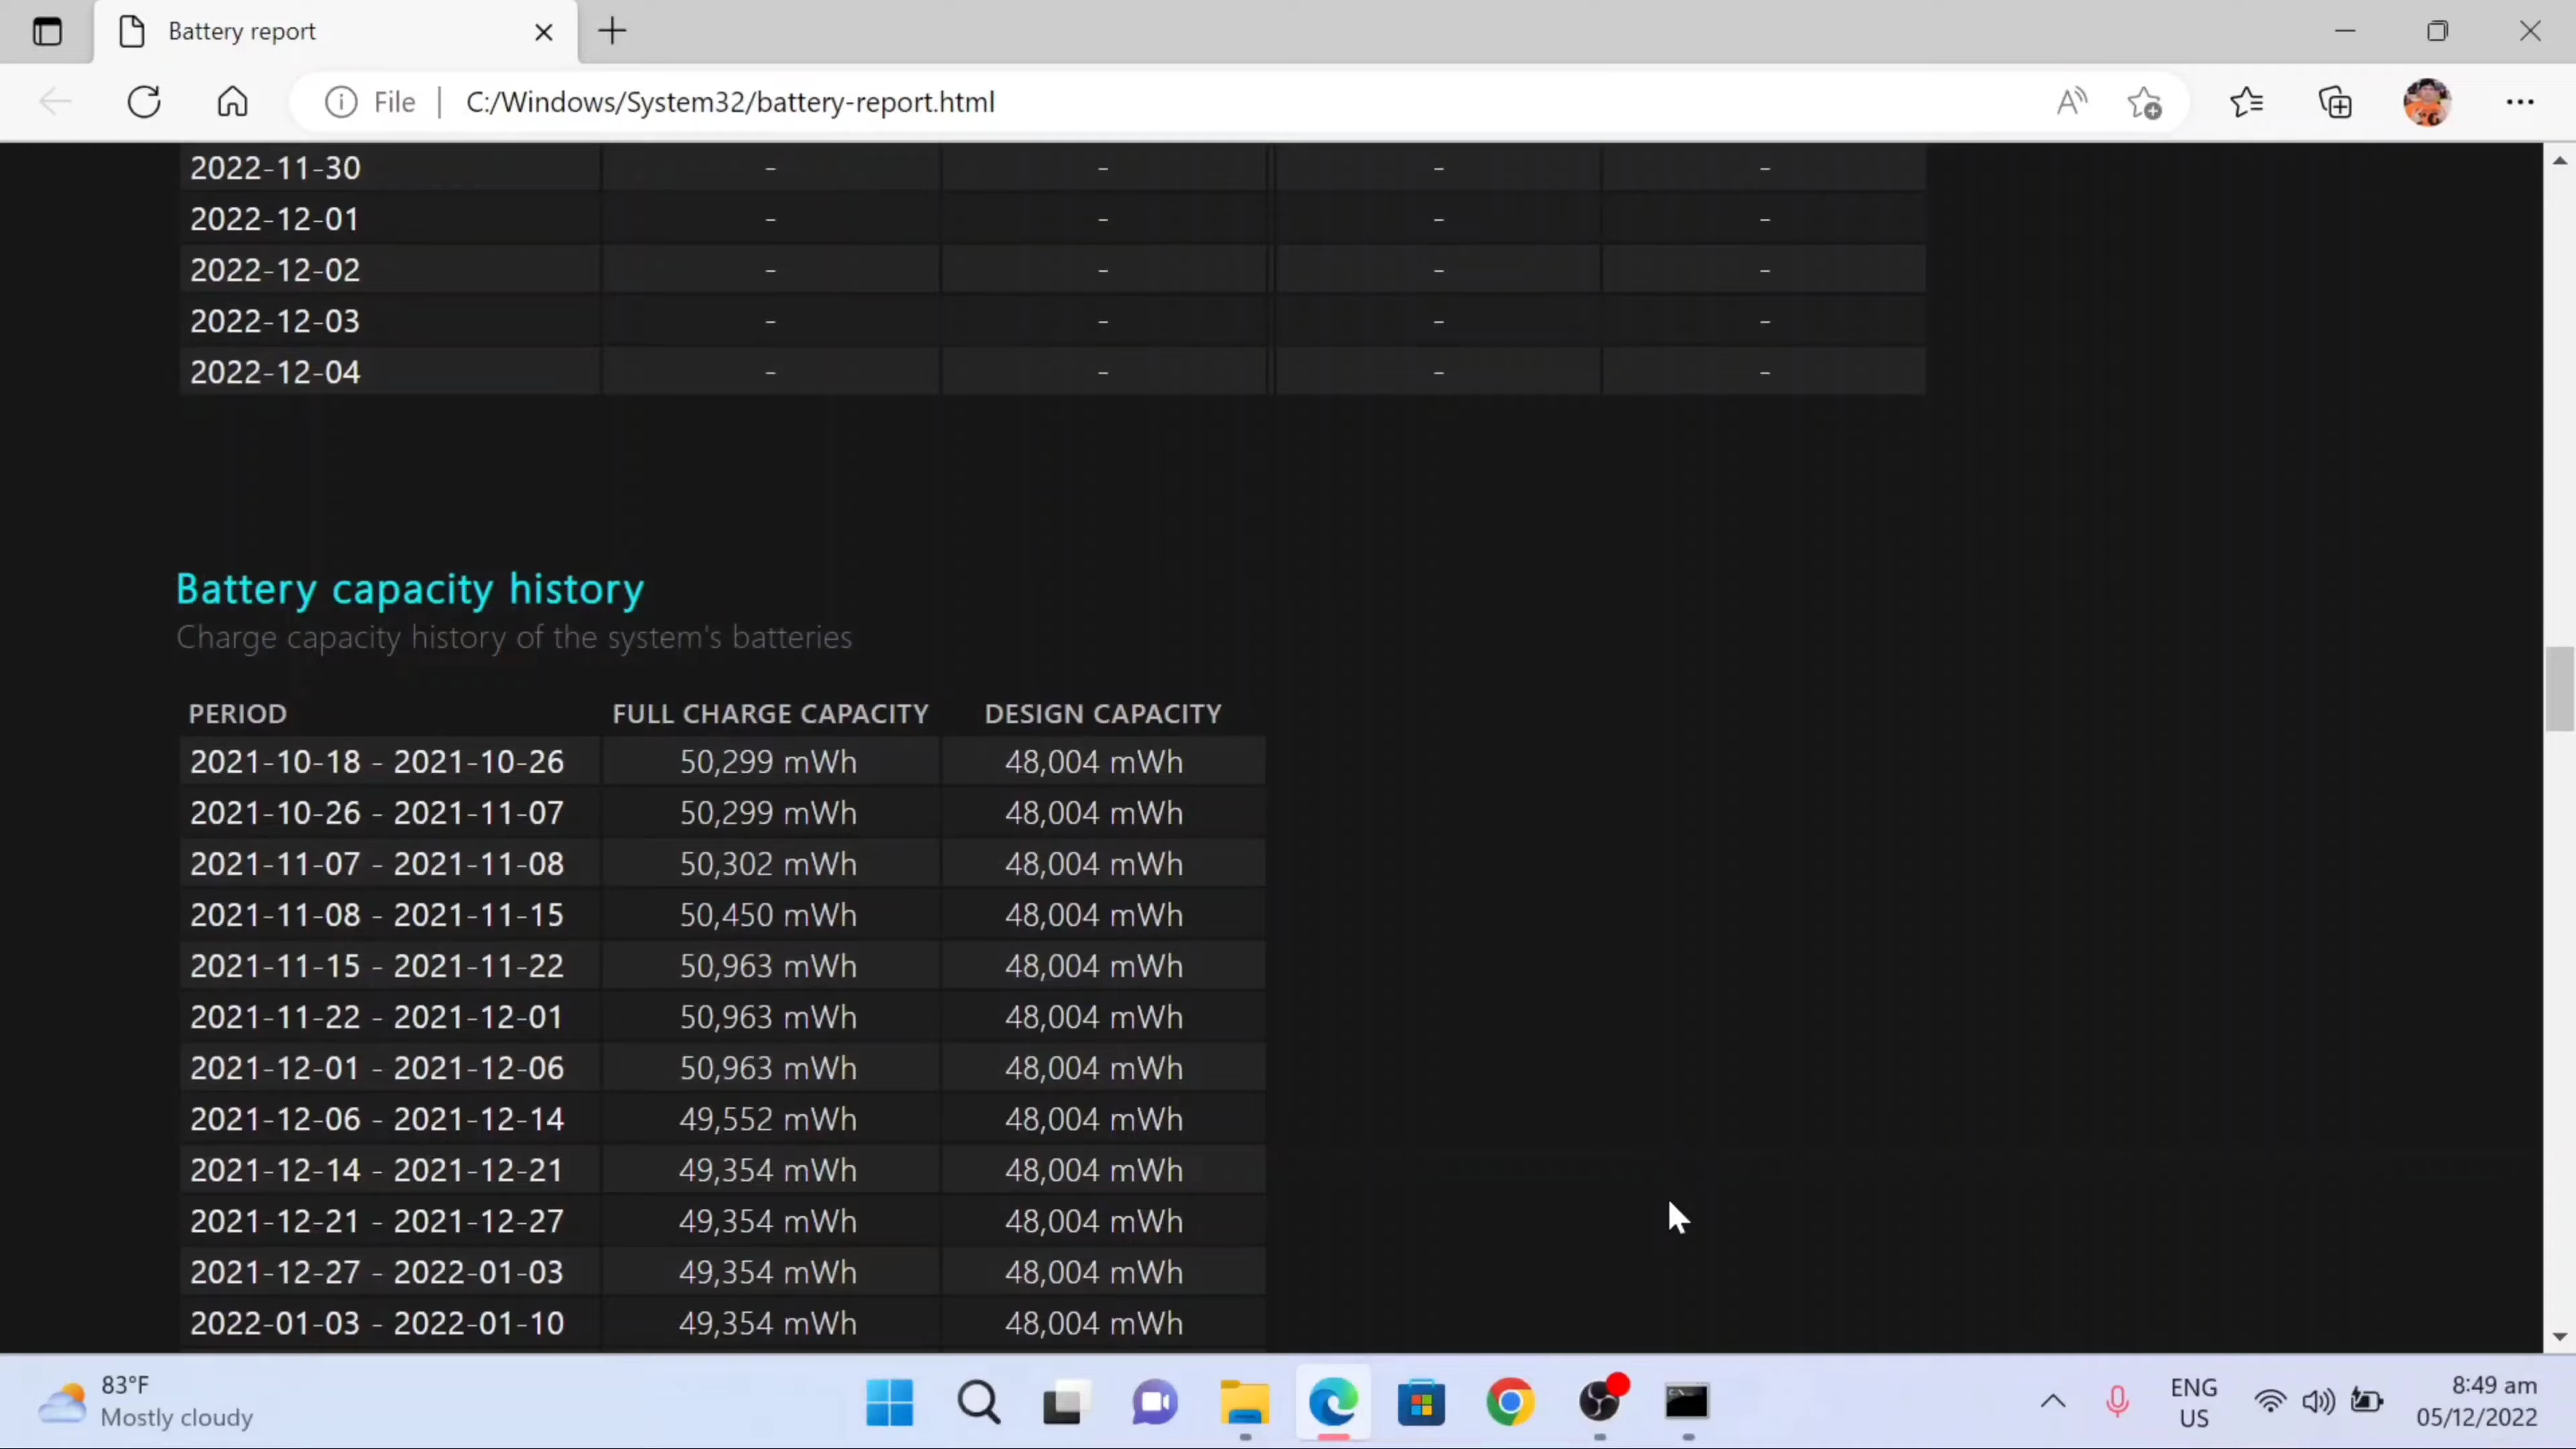 Battery report
File | C:/Windows/System32/battery-report.html
2022-11-30 - - - -
2022-12-01 - - - -
2022-12-02 - - - -
2022-12-03 - - - -
2022-12-04 - - - -
Battery capacity history
Charge capacity history of the system's batteries
PERIOD FULL CHARGE CAPACITY DESIGN CAPACITY
2021-10-18 - 2021-10-26 50,299 mWh 48,004 mWh
2021-10-26 - 2021-11-07 50,299 mWh 48,004 mWh
2021-11-07 - 2021-11-08 50,302 mWh 48,004 mWh
2021-11-08 - 2021-11-15 50,450 mWh 48,004 mWh
2021-11-15 - 2021-11-22 50,963 mWh 48,004 mWh
2021-11-22 - 2021-12-01 50,963 mWh 48,004 mWh
2021-12-01 - 2021-12-06 50,963 mWh 48,004 mWh
2021-12-06 - 2021-12-14 49,552 mWh 48,004 mWh
2021-12-14 - 2021-12-21 49,354 mWh 48,004 mWh
2021-12-21 - 2021-12-27 49,354 mWh 48,004 mWh
2021-12-27 - 2022-01-03 49,354 mWh 48,004 mWh
2022-01-03 - 2022-01-10 49,354 mWh 48,004 mWh
83°F
Mostly cloudy
ENG
US
8:49 am
05/12/2022